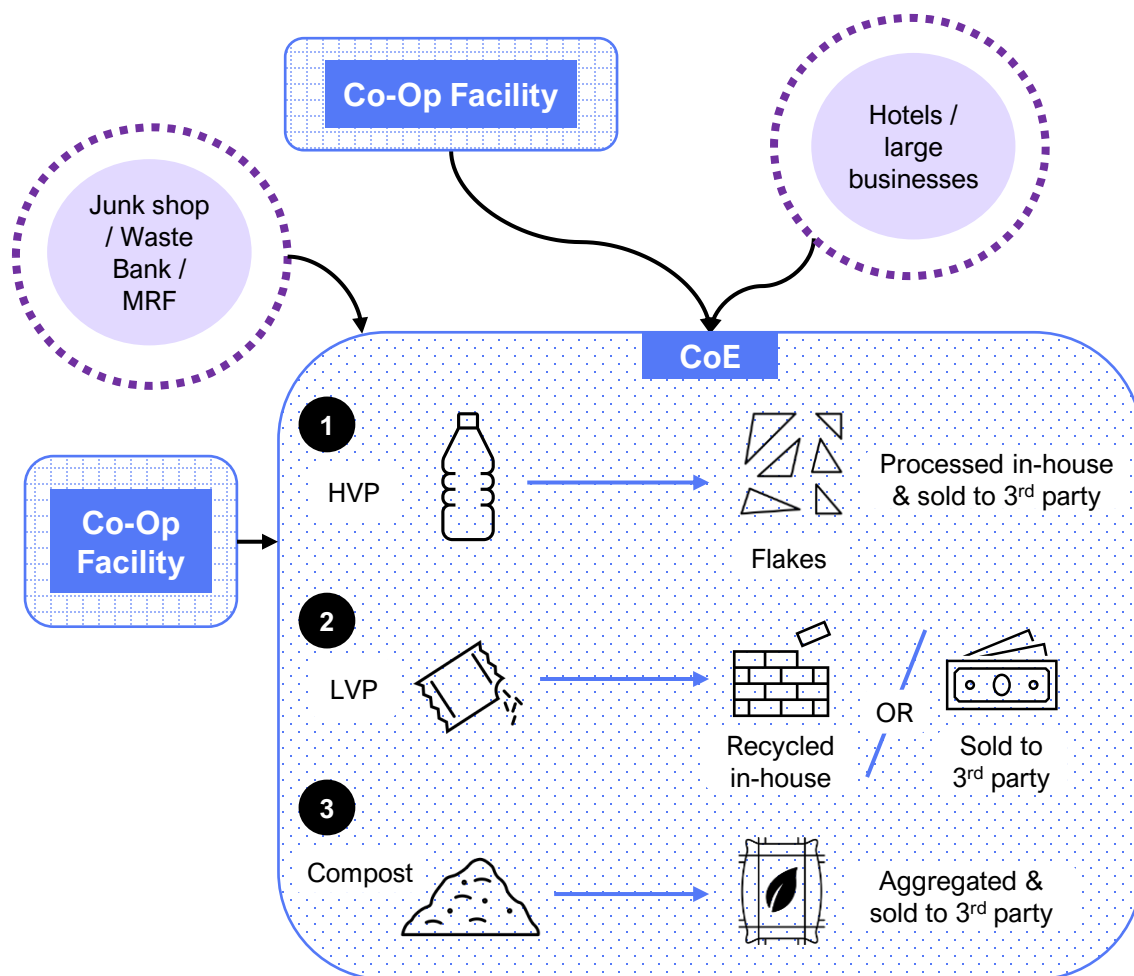 Co-Op Facility
Hotels /
large
businesses
Junk shop
/ Waste
Bank /
MRF
CoE
1
HVP
Processed in-house
& sold to 3rd party
Flakes
Co-Op
Facility
2
LVP
OR
Recycled
in-house
Sold to
3rd party
3
Compost
Aggregated &
sold to 3rd party